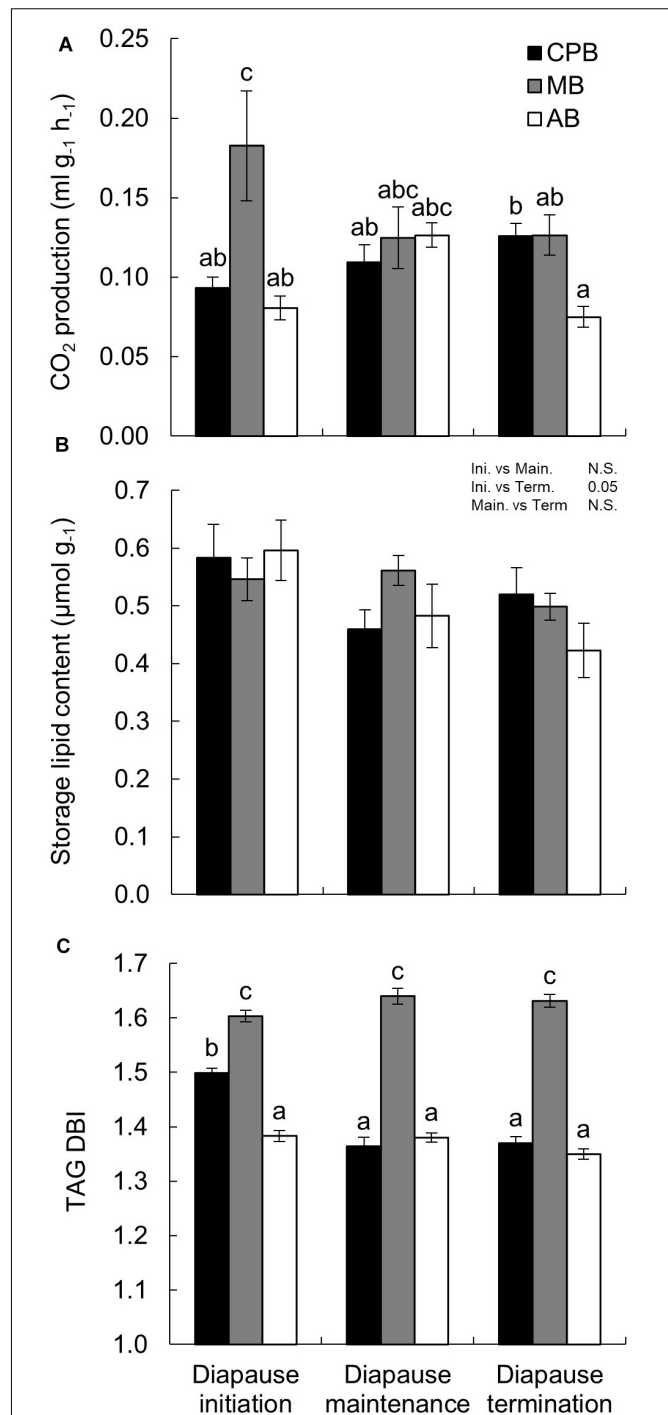 A
CO2 production (ml g-1 h-1)
0.25
0.20
0.15
0.10
0.05
0.00
CPB
MB
AB
ab
c
ab
ab
abc
abc
b
ab
a
B
Storage lipid content (µmol g-1)
0.7
0.6
0.5
0.4
0.3
0.2
0.1
0.0
Ini. vs Main. N.S.
Ini. vs Term. 0.05
Main. vs Term N.S.
C
TAG DBI
1.7
1.6
1.5
1.4
1.3
1.2
1.1
1.0
b
c
a
a
c
a
a
c
a
Diapause initiation
Diapause maintenance
Diapause termination